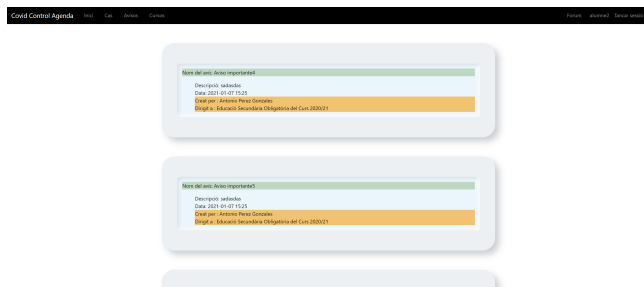 Covid Control Agenda Inici Cas Avisos Cursos Forum alumne2 Tancar sessio
Nom del avis: Aviso importante4
Descripció: sadasdas
Data: 2021-01-07 15:25
Creat per : Antonio Perez Gonzales
Dirigit a : Educació Secundària Obligatòria del Curs 2020/21
Nom del avis: Aviso importante5
Descripció: sadasdas
Data: 2021-01-07 15:25
Creat per : Antonio Perez Gonzales
Dirigit a : Educació Secundària Obligatòria del Curs 2020/21